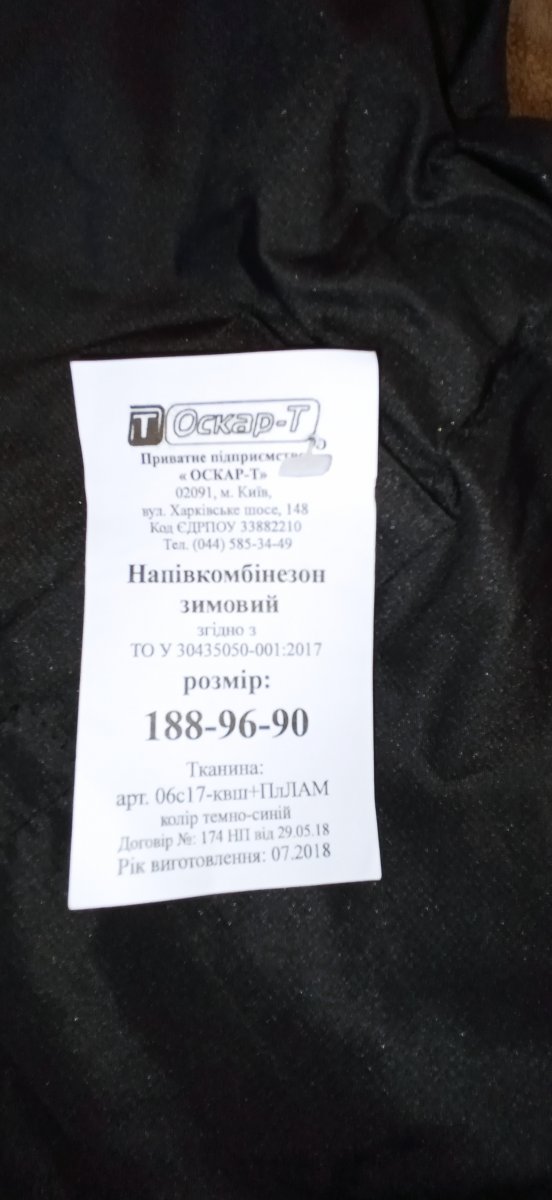 Т Оскар-Т
Приватне підприємство
« ОСКАР-Т»
02091, м. Київ,
вул. Харківське шосе, 148
Код ЄДРПОУ 33882210
Тел. (044) 585-34-49
Напівкомбінезон
зимовий
згідно з
ТО У 30435050-001:2017
розмір:
188-96-90
Тканина:
арт. 06с17-квш+ПлЛАМ
колір темно-синій
Договір №: 174 НП від 29.05.18
Рік виготовлення: 07.2018